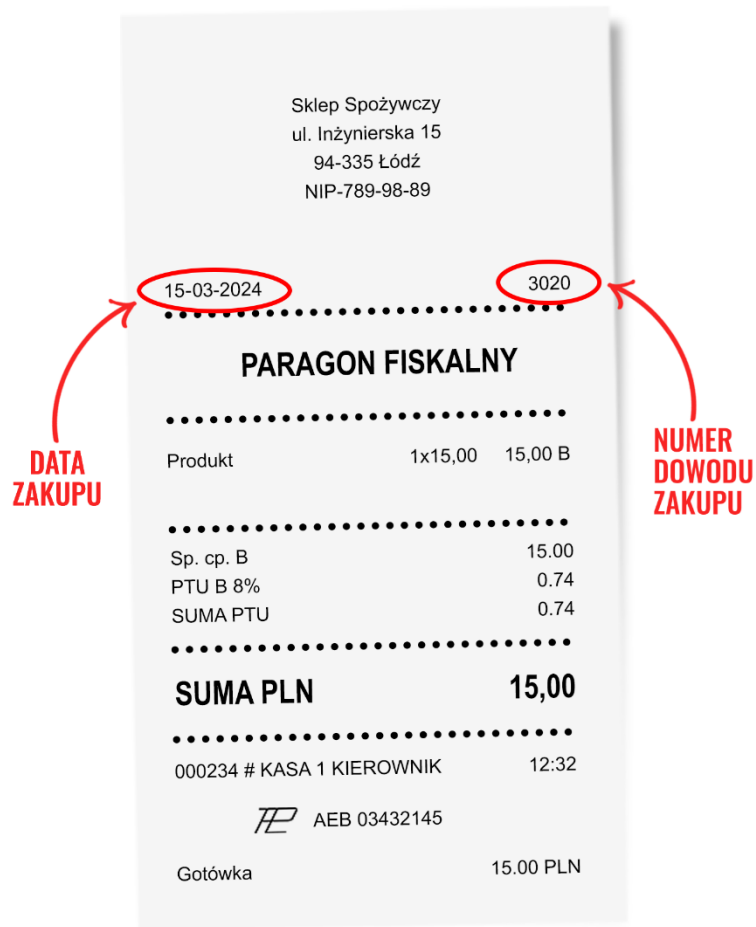 Sklep Spożywczy
ul. Inżynierska 15
94-335 Łódź
NIP-789-98-89
15-03-2024 3020
PARAGON FISKALNY
DATA
ZAKUPU
NUMER
DOWODU
ZAKUPU
Produkt 1x15,00 15,00 B
Sp. cp. B 15.00
PTU B 8% 0.74
SUMA PTU 0.74
SUMA PLN 15,00
000234 # KASA 1 KIEROWNIK 12:32
AEB 03432145
Gotówka 15.00 PLN